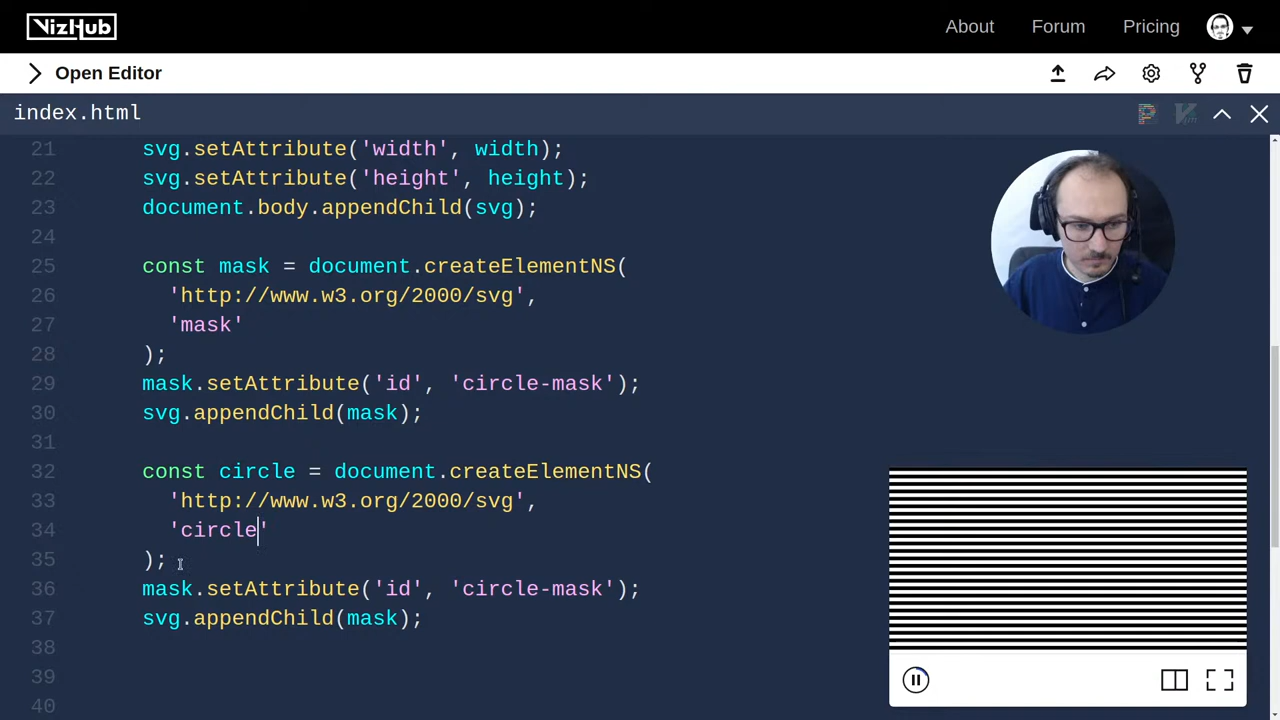 VizHub
About Forum Pricing
Open Editor
index.html
21 svg.setAttribute('width', width);
22 svg.setAttribute('height', height);
23 document.body.appendChild(svg);
24
25 const mask = document.createElementNS(
26 'http://www.w3.org/2000/svg',
27 'mask'
28 );
29 mask.setAttribute('id', 'circle-mask');
30 svg.appendChild(mask);
31
32 const circle = document.createElementNS(
33 'http://www.w3.org/2000/svg',
34 'circle'
35 );
36 mask.setAttribute('id', 'circle-mask');
37 svg.appendChild(mask);
38
39
40